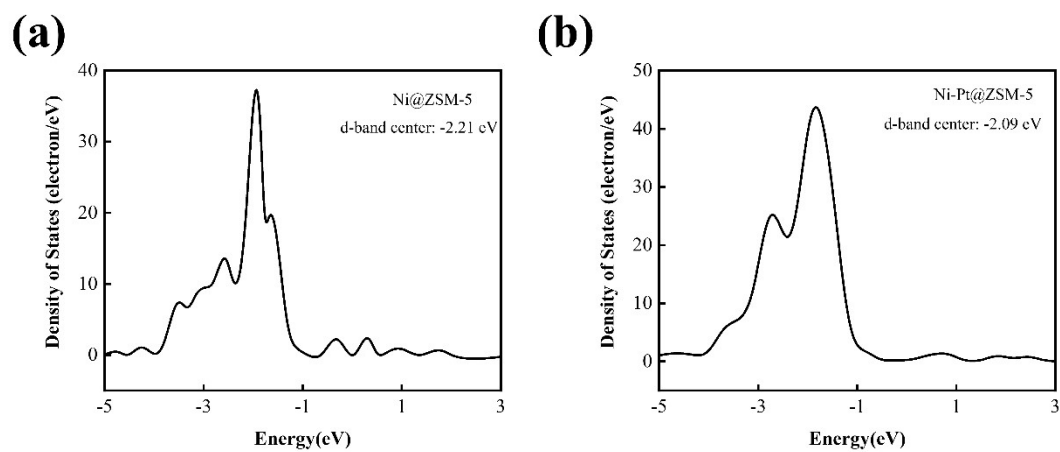 (a)
Density of States (electron/eV)
40
30
20
10
0
Ni@ZSM-5
d-band center: -2.21 eV
-5
-3
-1
1
3
Energy(eV)
(b)
Density of States (electron/eV)
50
40
30
20
10
0
Ni-Pt@ZSM-5
d-band center: -2.09 eV
-5
-3
-1
1
3
Energy(eV)